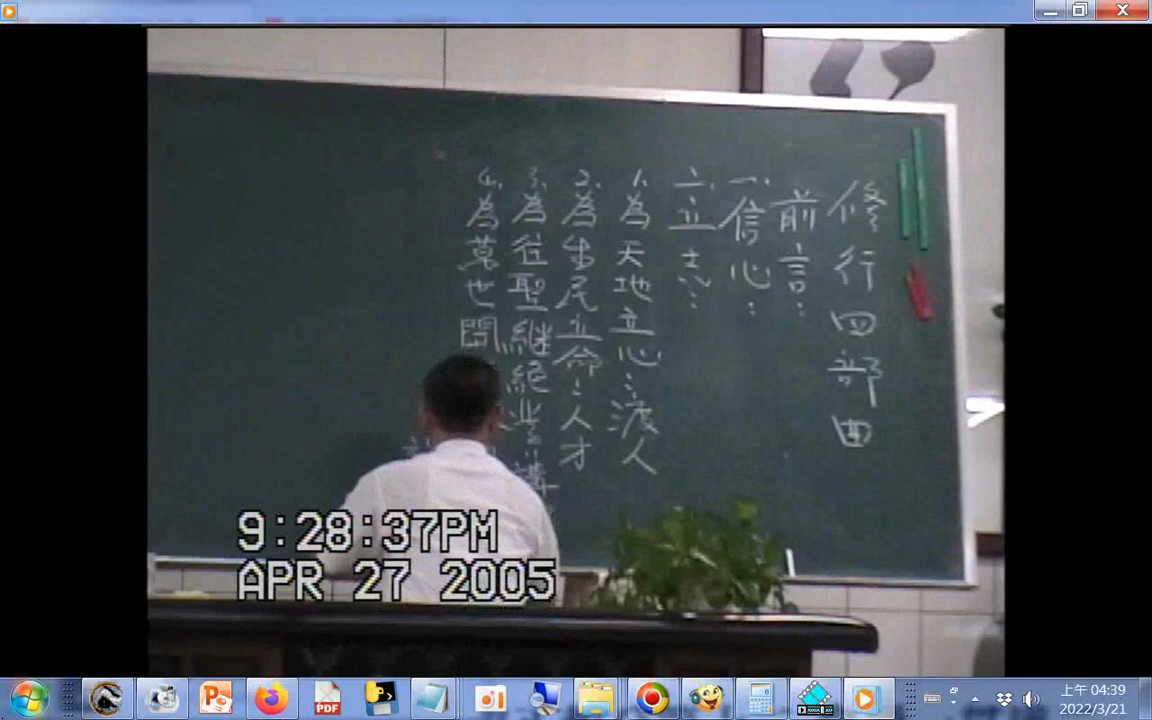 修行四部曲
前言：
一、信心：
二、立志：
1.為天地立心：渡人
2.為生民立命：人才
3.為往聖繼絕學：講
4.為萬世開
9:28:37PM
APR 27 2005
上午 04:39
2022/3/21
PDF